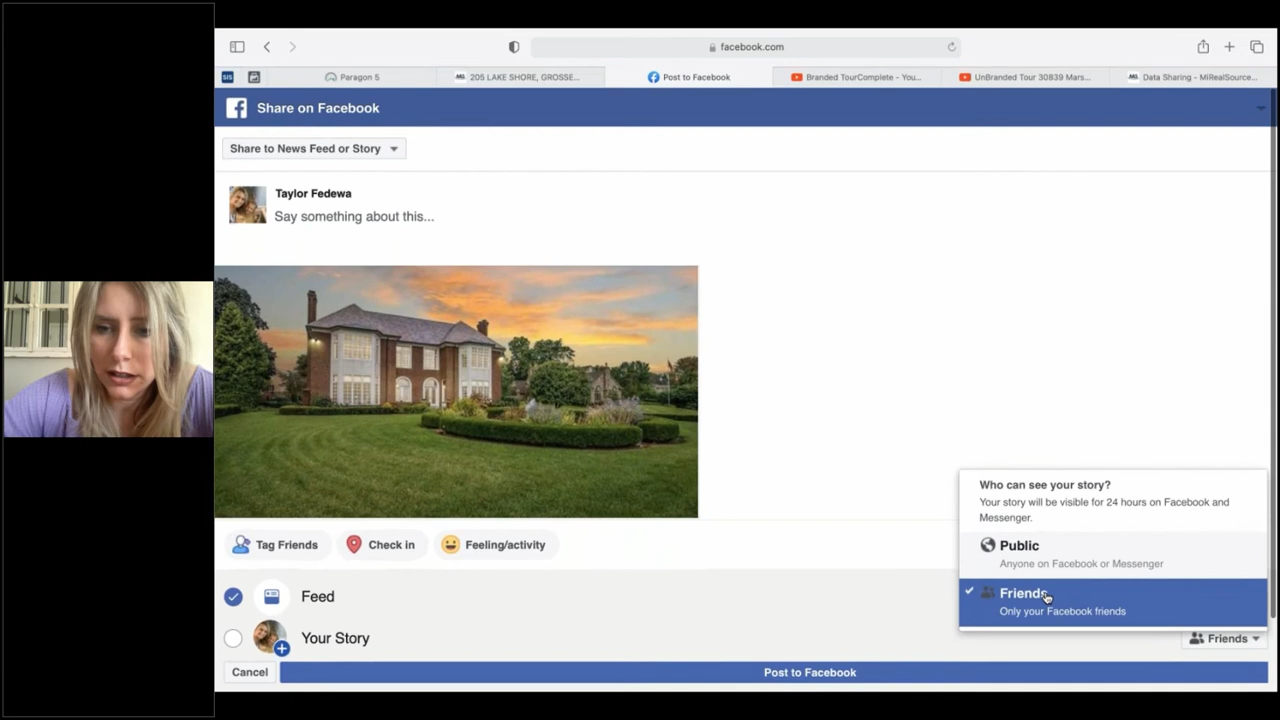 facebook.com
SIS
Paragon 5
205 LAKE SHORE, GROSSE...
Post to Facebook
Branded TourComplete - You...
UnBranded Tour 30839 Mars...
Data Sharing - MiRealSource...
Share on Facebook
Share to News Feed or Story
Taylor Fedewa
Say something about this...
Who can see your story?
Your story will be visible for 24 hours on Facebook and
Messenger.
Public
Anyone on Facebook or Messenger
Friends
Only your Facebook friends
Tag Friends
Check in
Feeling/activity
Feed
Your Story
Friends
Cancel
Post to Facebook